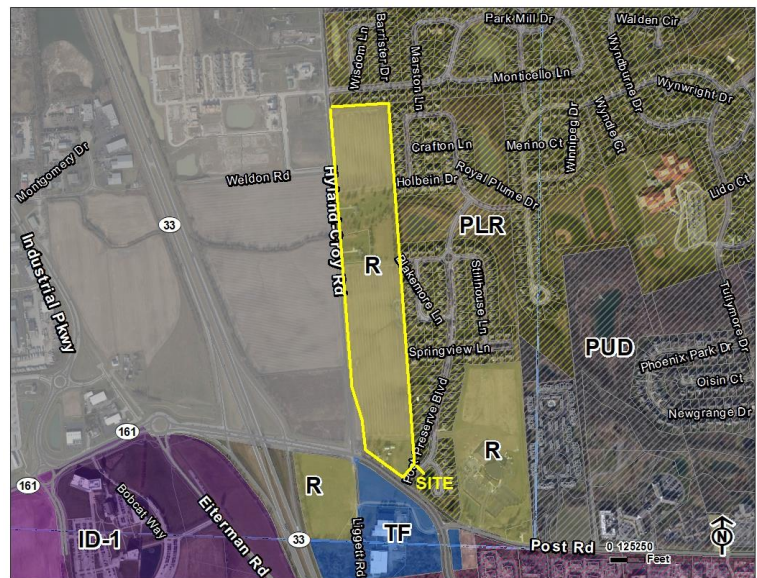 Park Mill Dr
Walden Cir
Wisdom Ln
Barrister Dr
Marston Ln
Monticello Ln
Wyndburne Dr
Wynwright Dr
Wyndle Ct
Winnipeg Dr
Merino Ct
Crafton Ln
Montgomery Dr
Weldon Rd
Hyland-Croy Rd
Holbein Dr
Royal Plume Dr
Lido Ct
33
PLR
Industrial Pkwy
R
Blakemore Ln
Stillhouse Ln
Tullymore Dr
Springview Ln
PUD
Phoenix Park Dr
Oisin Ct
Newgrange Dr
Post Preserve Blvd
161
R
SITE
161
R
Bobcat Way
Eiterman Rd
ID-1
33
Liggett Rd
TF
Post Rd
0 125250
Feet
N